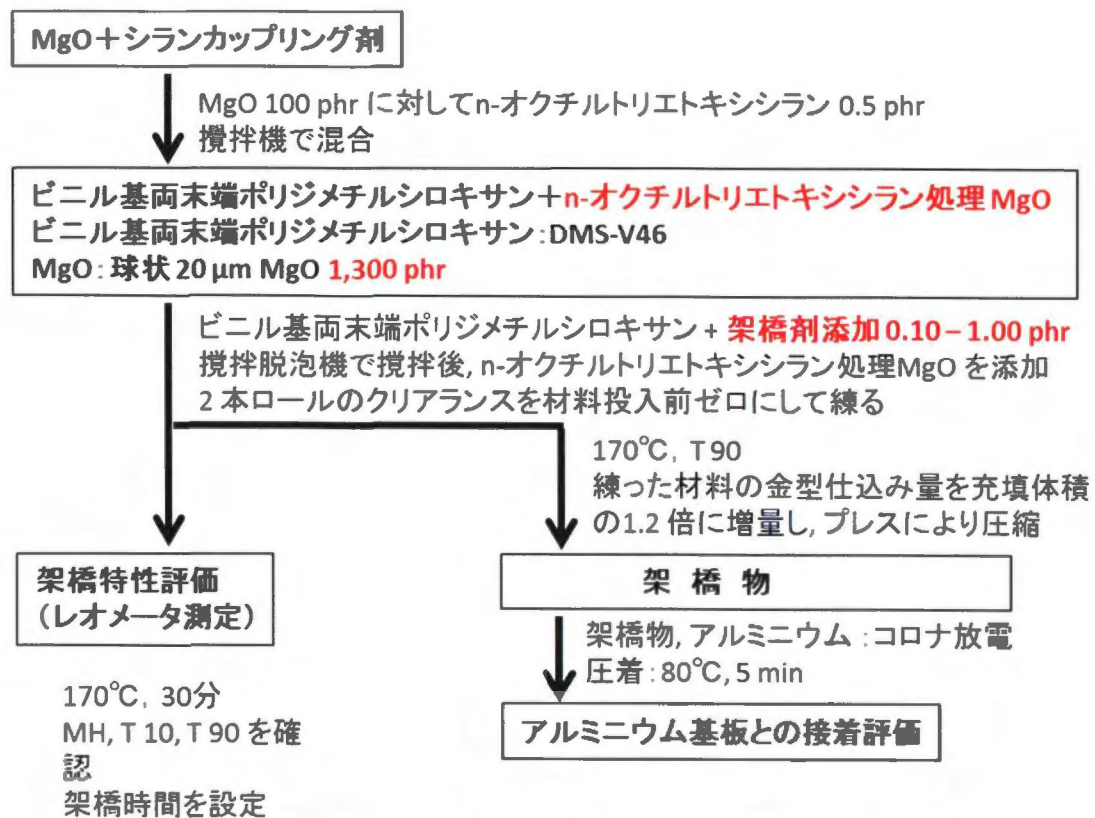 MgO+シランカップリング剤
MgO 100 phr に対してn-オクチルトリエトキシシラン 0.5 phr
攪拌機で混合
ビニル基両末端ポリジメチルシロキサン+n-オクチルトリエトキシシラン処理 MgO
ビニル基両末端ポリジメチルシロキサン:DMS-V46
MgO:球状 20 μm MgO 1,300 phr
ビニル基両末端ポリジメチルシロキサン + 架橋剤添加 0.10 – 1.00 phr
攪拌脱泡機で攪拌後, n-オクチルトリエトキシシラン処理MgO を添加
2 本ロールのクリアランスを材料投入前ゼロにして練る
170℃, T 90
練った材料の金型仕込み量を充填体積
の1.2 倍に増量し, プレスにより圧縮
架橋特性評価
(レオメータ測定)
架 橋 物
架橋物, アルミニウム:コロナ放電
圧着:80℃, 5 min
170℃, 30分
MH, T 10, T 90 を確
認
架橋時間を設定
アルミニウム基板との接着評価